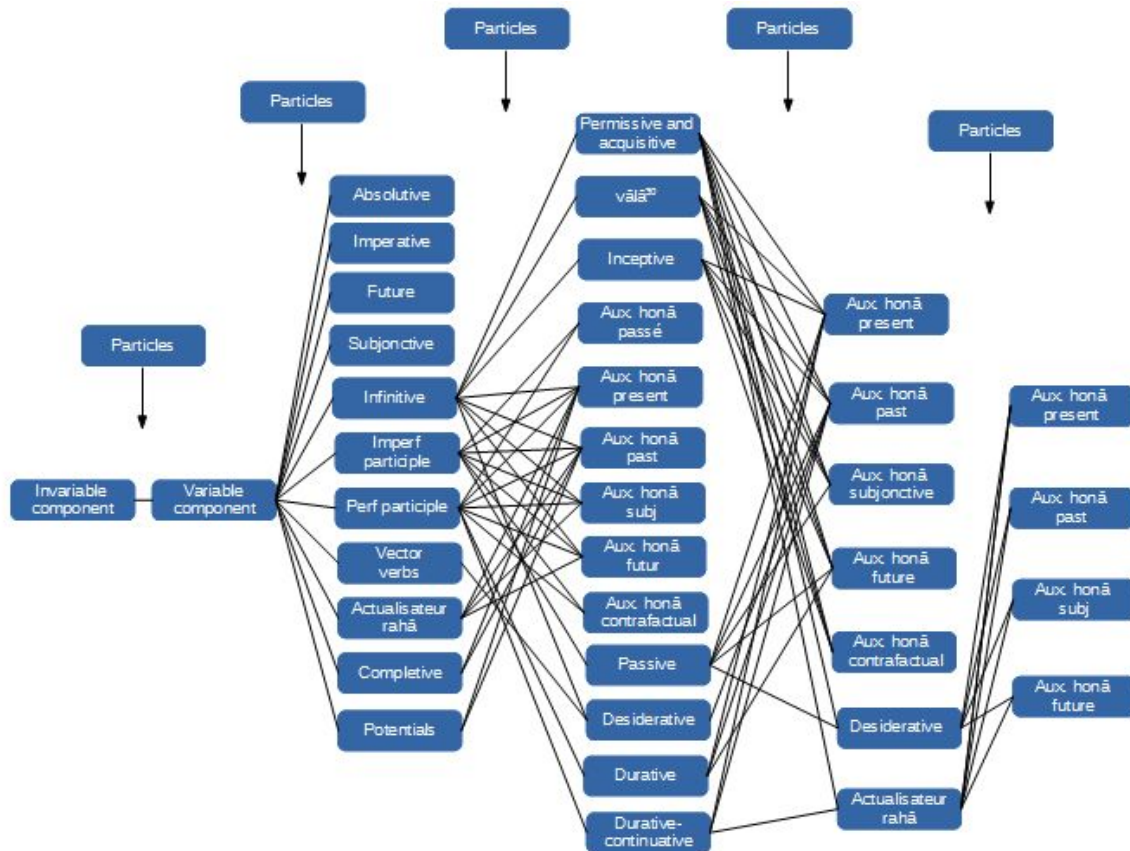 Particles
Particles
Particles
Particles
Particles
Invariable
component
Variable
component
Absolutive
Imperative
Future
Subjonctive
Infinitive
Imperf
participle
Perf participle
Vector
verbs
Actualisateur
rahā
Completive
Potentials
Permissive and
acquisitive
vālā³⁰
Inceptive
Aux. honā
passé
Aux. honā
present
Aux. honā
past
Aux. honā
subj
Aux. honā
futur
Aux. honā
contrafactual
Passive
Desiderative
Durative
Durative-
continuative
Aux. honā
present
Aux. honā
past
Aux. honā
subjonctive
Aux. honā
future
Aux. honā
contrafactual
Desiderative
Actualisateur
rahā
Aux. honā
present
Aux. honā
past
Aux. honā
subj
Aux. honā
future